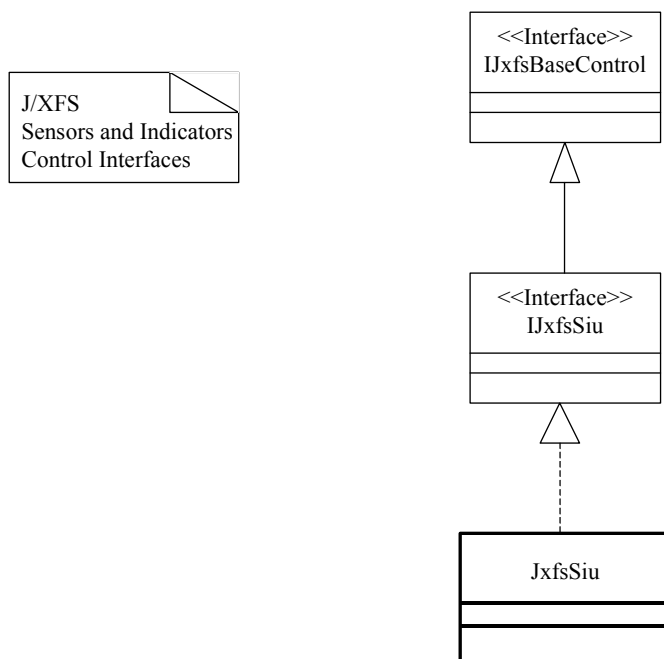 J/XFS
Sensors and Indicators
Control Interfaces
<<Interface>>
IJxfsBaseControl
<<Interface>>
IJxfsSiu
JxfsSiu